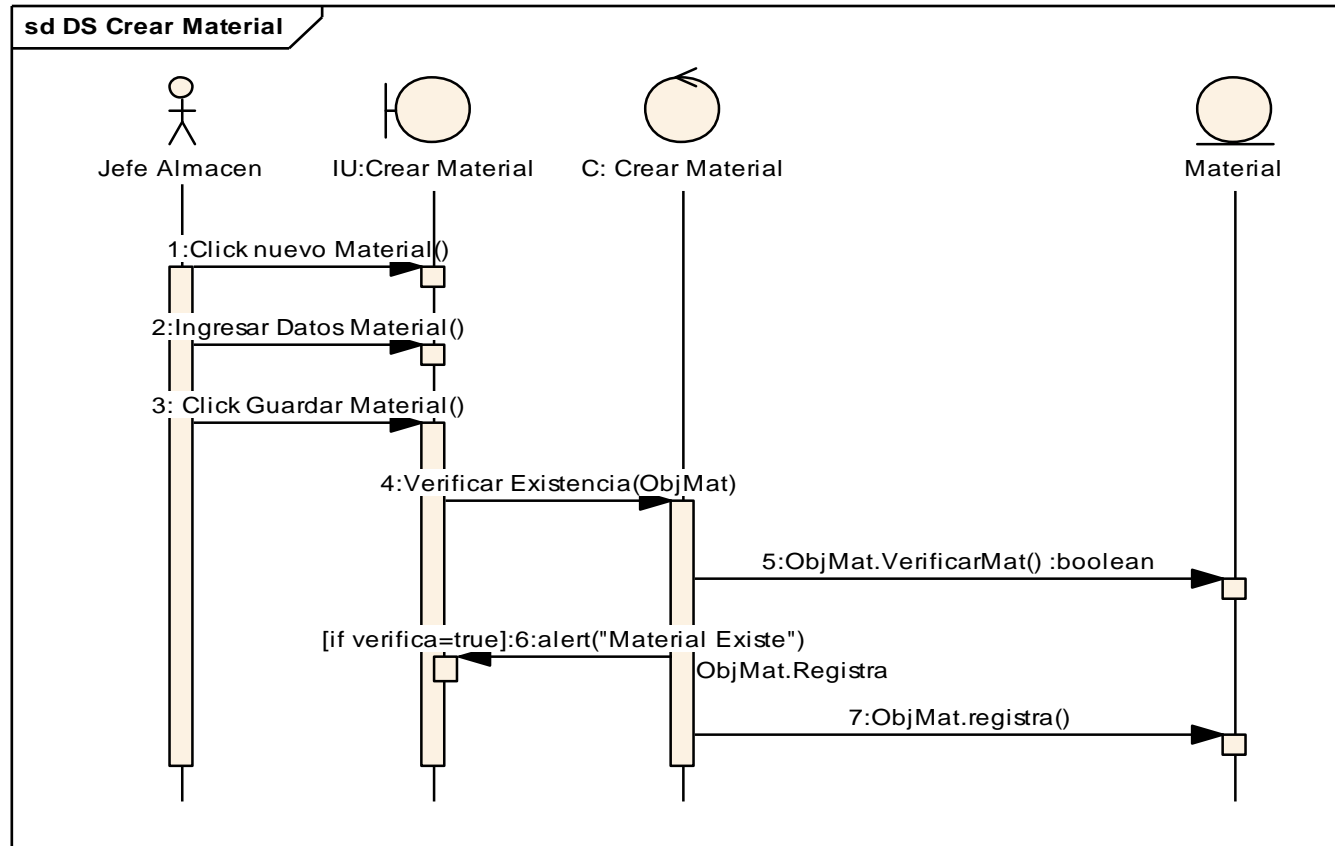 sd DS Crear Material
Jefe Almacen
IU:Crear Material
C: Crear Material
Material
1:Click nuevo Material()
2:Ingresar Datos Material()
3: Click Guardar Material()
4:Verificar Existencia(ObjMat)
5:ObjMat.VerificarMat() :boolean
[if verifica=true]:6:alert("Material Existe")
ObjMat.Registra
7:ObjMat.registra()